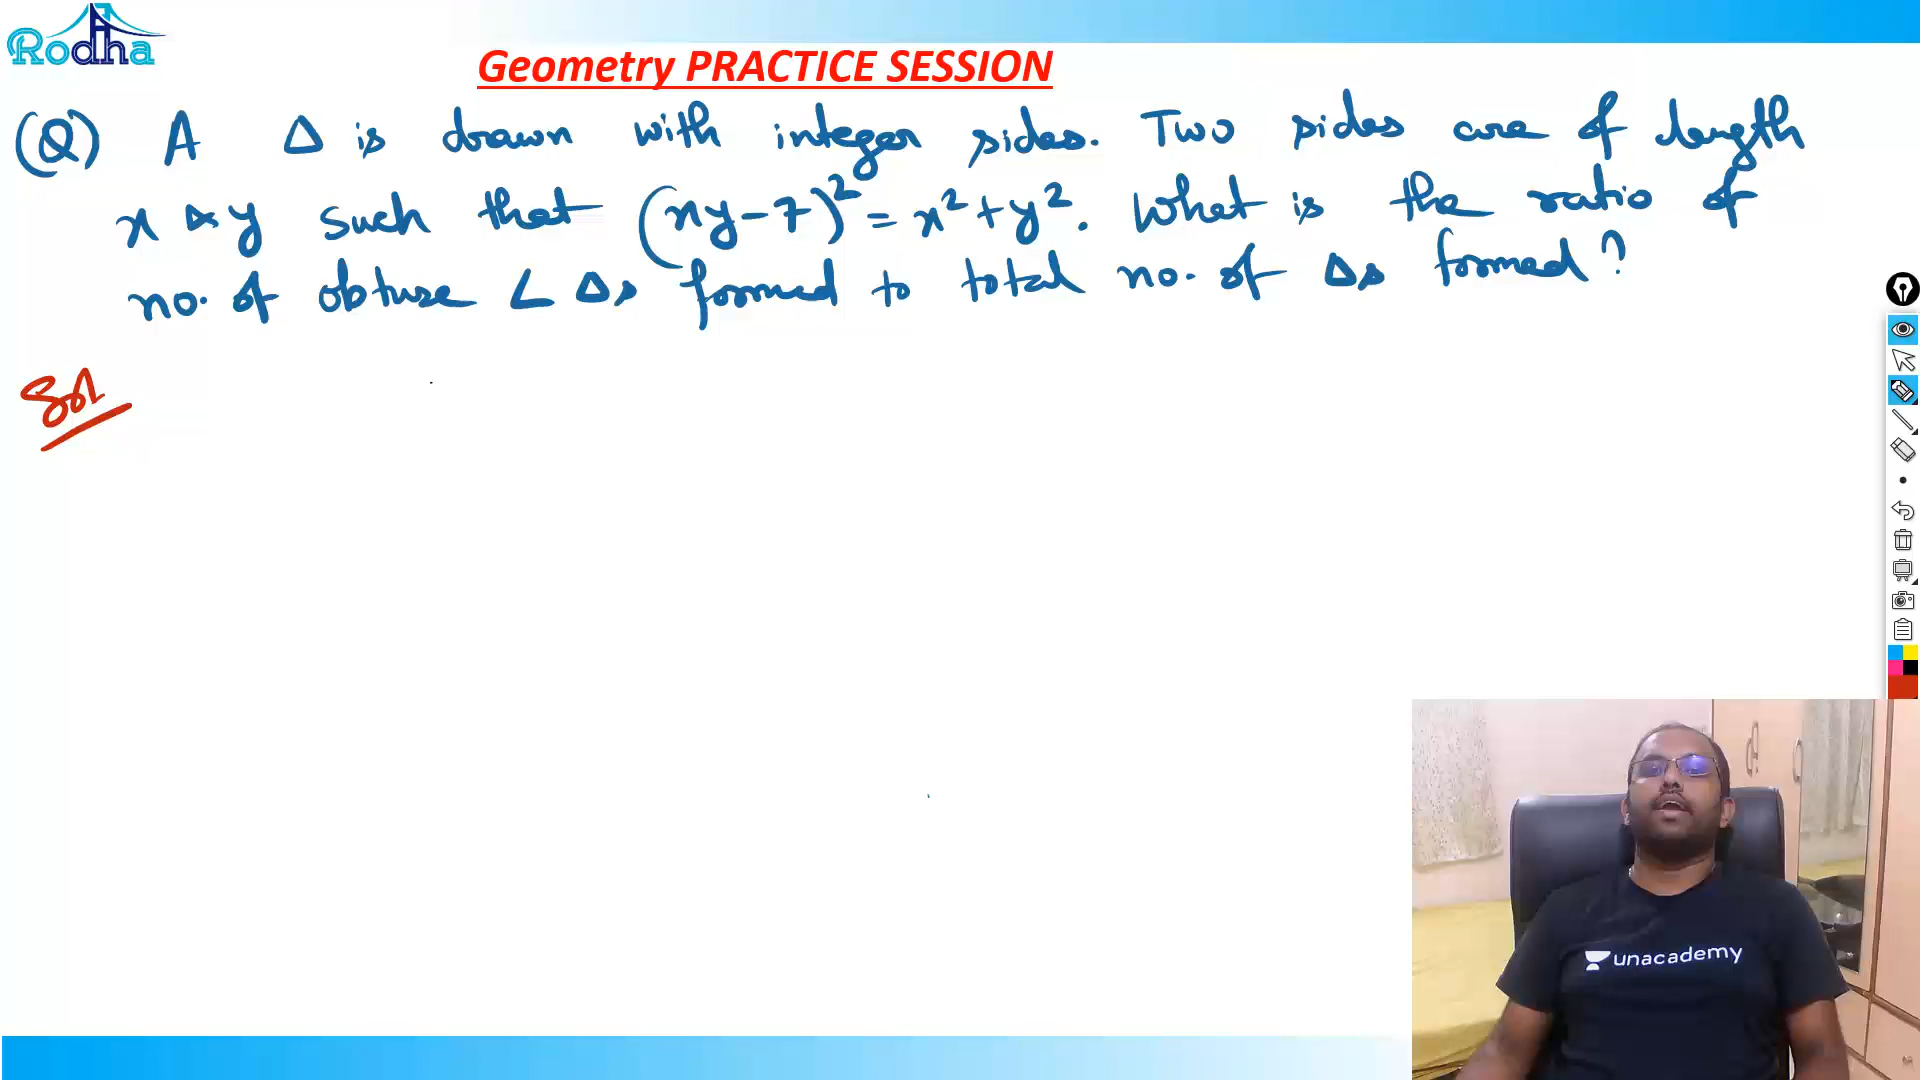 Rodha
Geometry PRACTICE SESSION
(Q) A Δ is drawn with integer sides. Two sides are of length
x & y such that (xy-7)² = x²+y². What is the ratio of
no. of obtuse ∠ Δs formed to total no. of Δs formed?
Sol
unacademy